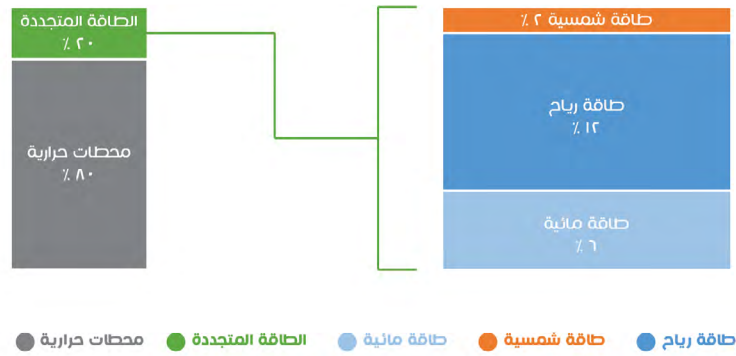 الطاقة المتجددة
٢٠ ٪
محطات حرارية
٨٠ ٪
طاقة شمسية ٢ ٪
طاقة رياح
١٢ ٪
طاقة مائية
٦ ٪
طاقة رياح
طاقة شمسية
طاقة مائية
الطاقة المتجددة
محطات حرارية